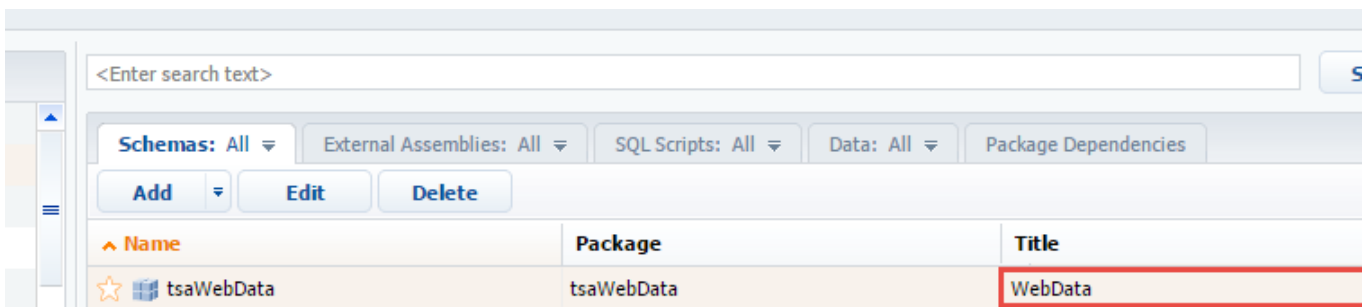 <Enter search text>
S
Schemas: All External Assemblies: All SQL Scripts: All Data: All Package Dependencies
Add Edit Delete
Name Package Title
tsaWebData tsaWebData WebData